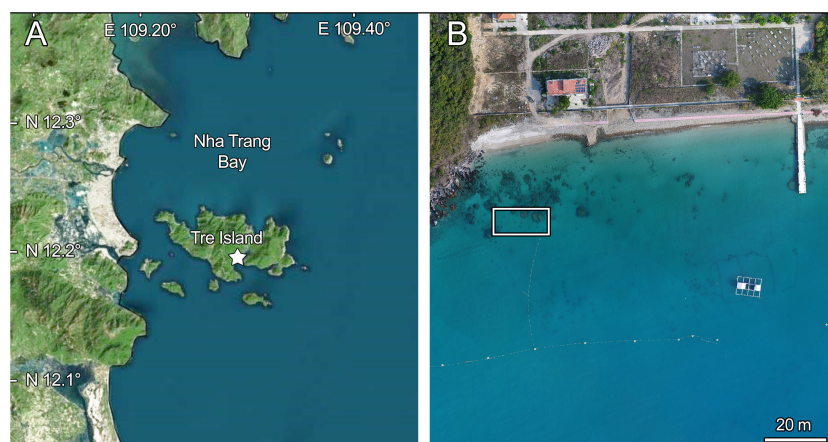 A
E 109.20°
E 109.40°
N 12.3°
Nha Trang
Bay
Tre Island
N 12.2°
N 12.1°
B
20 m